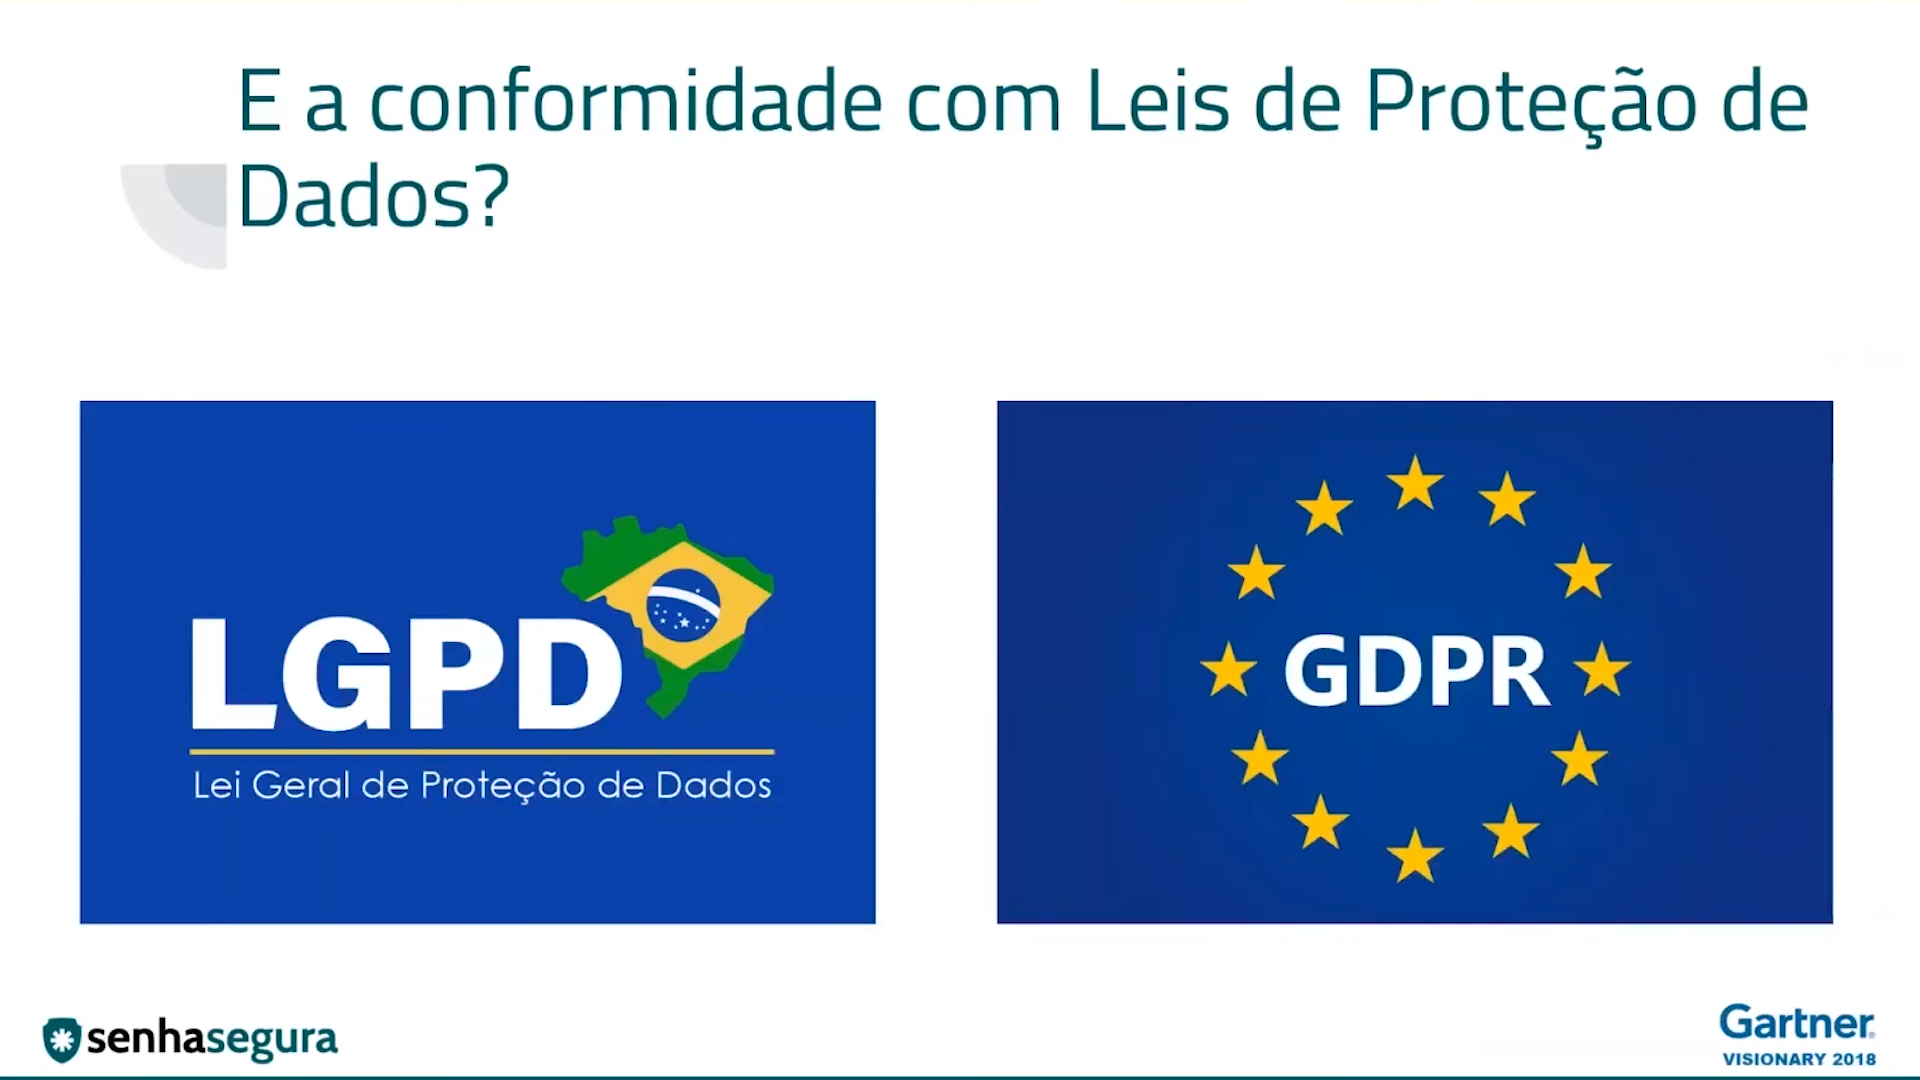 E a conformidade com Leis de Proteção de
Dados?
LGPD
Lei Geral de Proteção de Dados
GDPR
senhasegura
Gartner
VISIONARY 2018